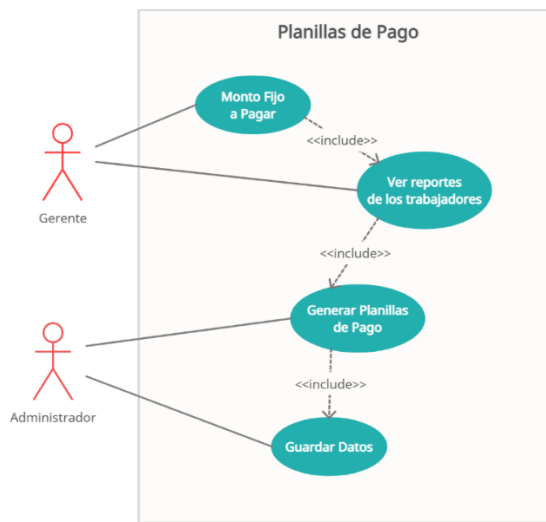 Planillas de Pago
Monto Fijo
a Pagar
<<include>>
Ver reportes
de los trabajadores
Gerente
<<include>>
Generar Planillas
de Pago
<<include>>
Administrador
Guardar Datos